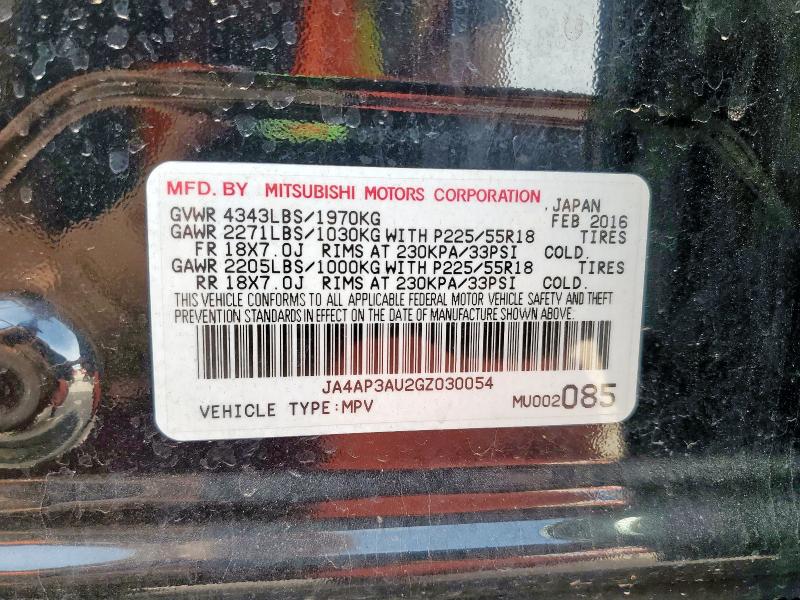 MFD. BY MITSUBISHI MOTORS CORPORATION
JAPAN
GVWR 4343LBS/1970KG FEB 2016
GAWR 2271LBS/1030KG WITH P225/55R18 TIRES
FR 18X7.0J RIMS AT 230KPA/33PSI COLD.
GAWR 2205LBS/1000KG WITH P225/55R18 TIRES
RR 18X7.0J RIMS AT 230KPA/33PSI COLD.
THIS VEHICLE CONFORMS TO ALL APPLICABLE FEDERAL MOTOR VEHICLE SAFETY AND THEFT
PREVENTION STANDARDS IN EFFECT ON THE DATE OF MANUFACTURE SHOWN ABOVE.
JA4AP3AU2GZ030054
VEHICLE TYPE:MPV MU002085